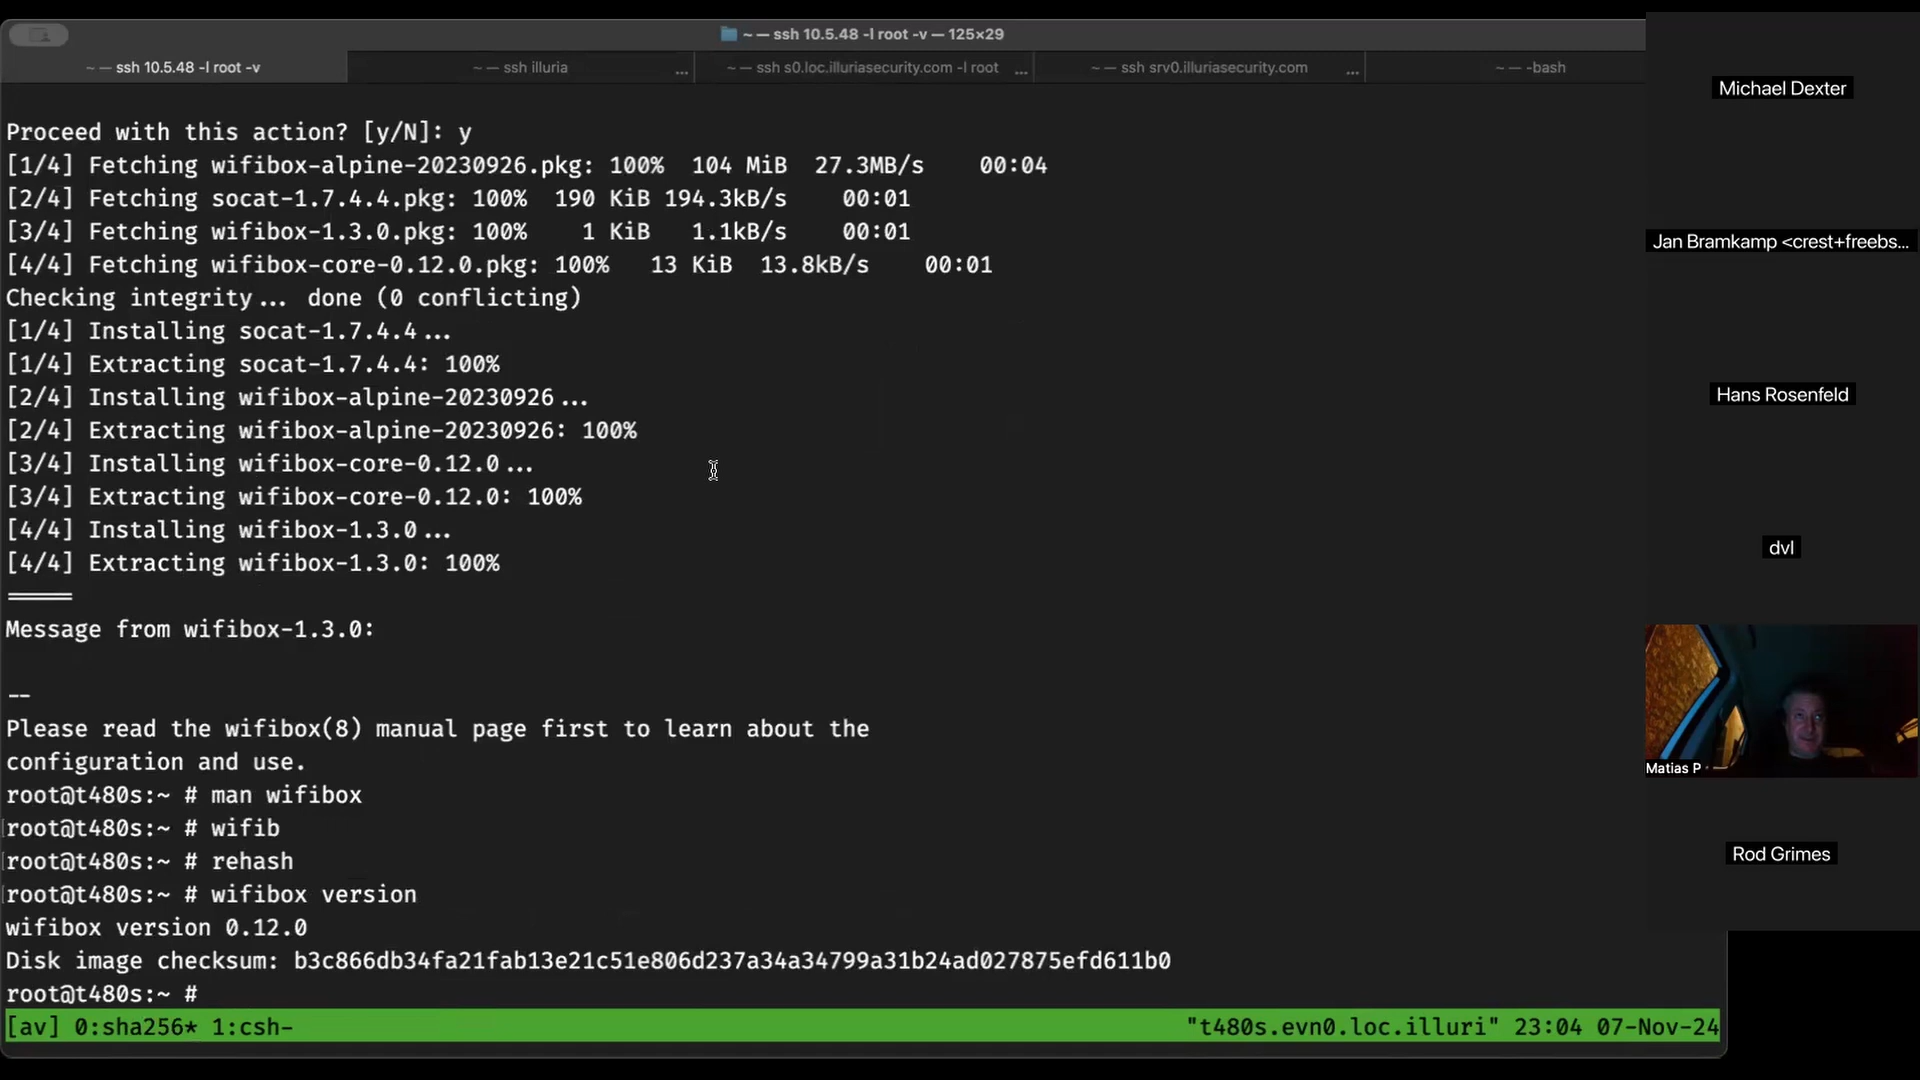 ~ — ssh 10.5.48 -l root -v — 125×29
~ — ssh 10.5.48 -l root -v
~ — ssh illuria ...
~ — ssh s0.loc.illuriasecurity.com -l root ...
~ — ssh srv0.illuriasecurity.com ...
~ — -bash
Proceed with this action? [y/N]: y
[1/4] Fetching wifibox-alpine-20230926.pkg: 100%  104 MiB  27.3MB/s    00:04
[2/4] Fetching socat-1.7.4.4.pkg: 100%  190 KiB 194.3kB/s    00:01
[3/4] Fetching wifibox-1.3.0.pkg: 100%    1 KiB   1.1kB/s    00:01
[4/4] Fetching wifibox-core-0.12.0.pkg: 100%   13 KiB  13.8kB/s    00:01
Checking integrity... done (0 conflicting)
[1/4] Installing socat-1.7.4.4...
[1/4] Extracting socat-1.7.4.4: 100%
[2/4] Installing wifibox-alpine-20230926...
[2/4] Extracting wifibox-alpine-20230926: 100%
[3/4] Installing wifibox-core-0.12.0...
[3/4] Extracting wifibox-core-0.12.0: 100%
[4/4] Installing wifibox-1.3.0...
[4/4] Extracting wifibox-1.3.0: 100%
=====
Message from wifibox-1.3.0:
--
Please read the wifibox(8) manual page first to learn about the
configuration and use.
root@t480s:~ # man wifibox
root@t480s:~ # wifib
root@t480s:~ # rehash
root@t480s:~ # wifibox version
wifibox version 0.12.0
Disk image checksum: b3c866db34fa21fab13e21c51e806d237a34a34799a31b24ad027875efd611b0
root@t480s:~ #
[av] 0:sha256* 1:csh- "t480s.evn0.loc.illuri" 23:04 07-Nov-24
Michael Dexter
Jan Bramkamp <crest+freebs...
Hans Rosenfeld
dvl
Matias P
Rod Grimes